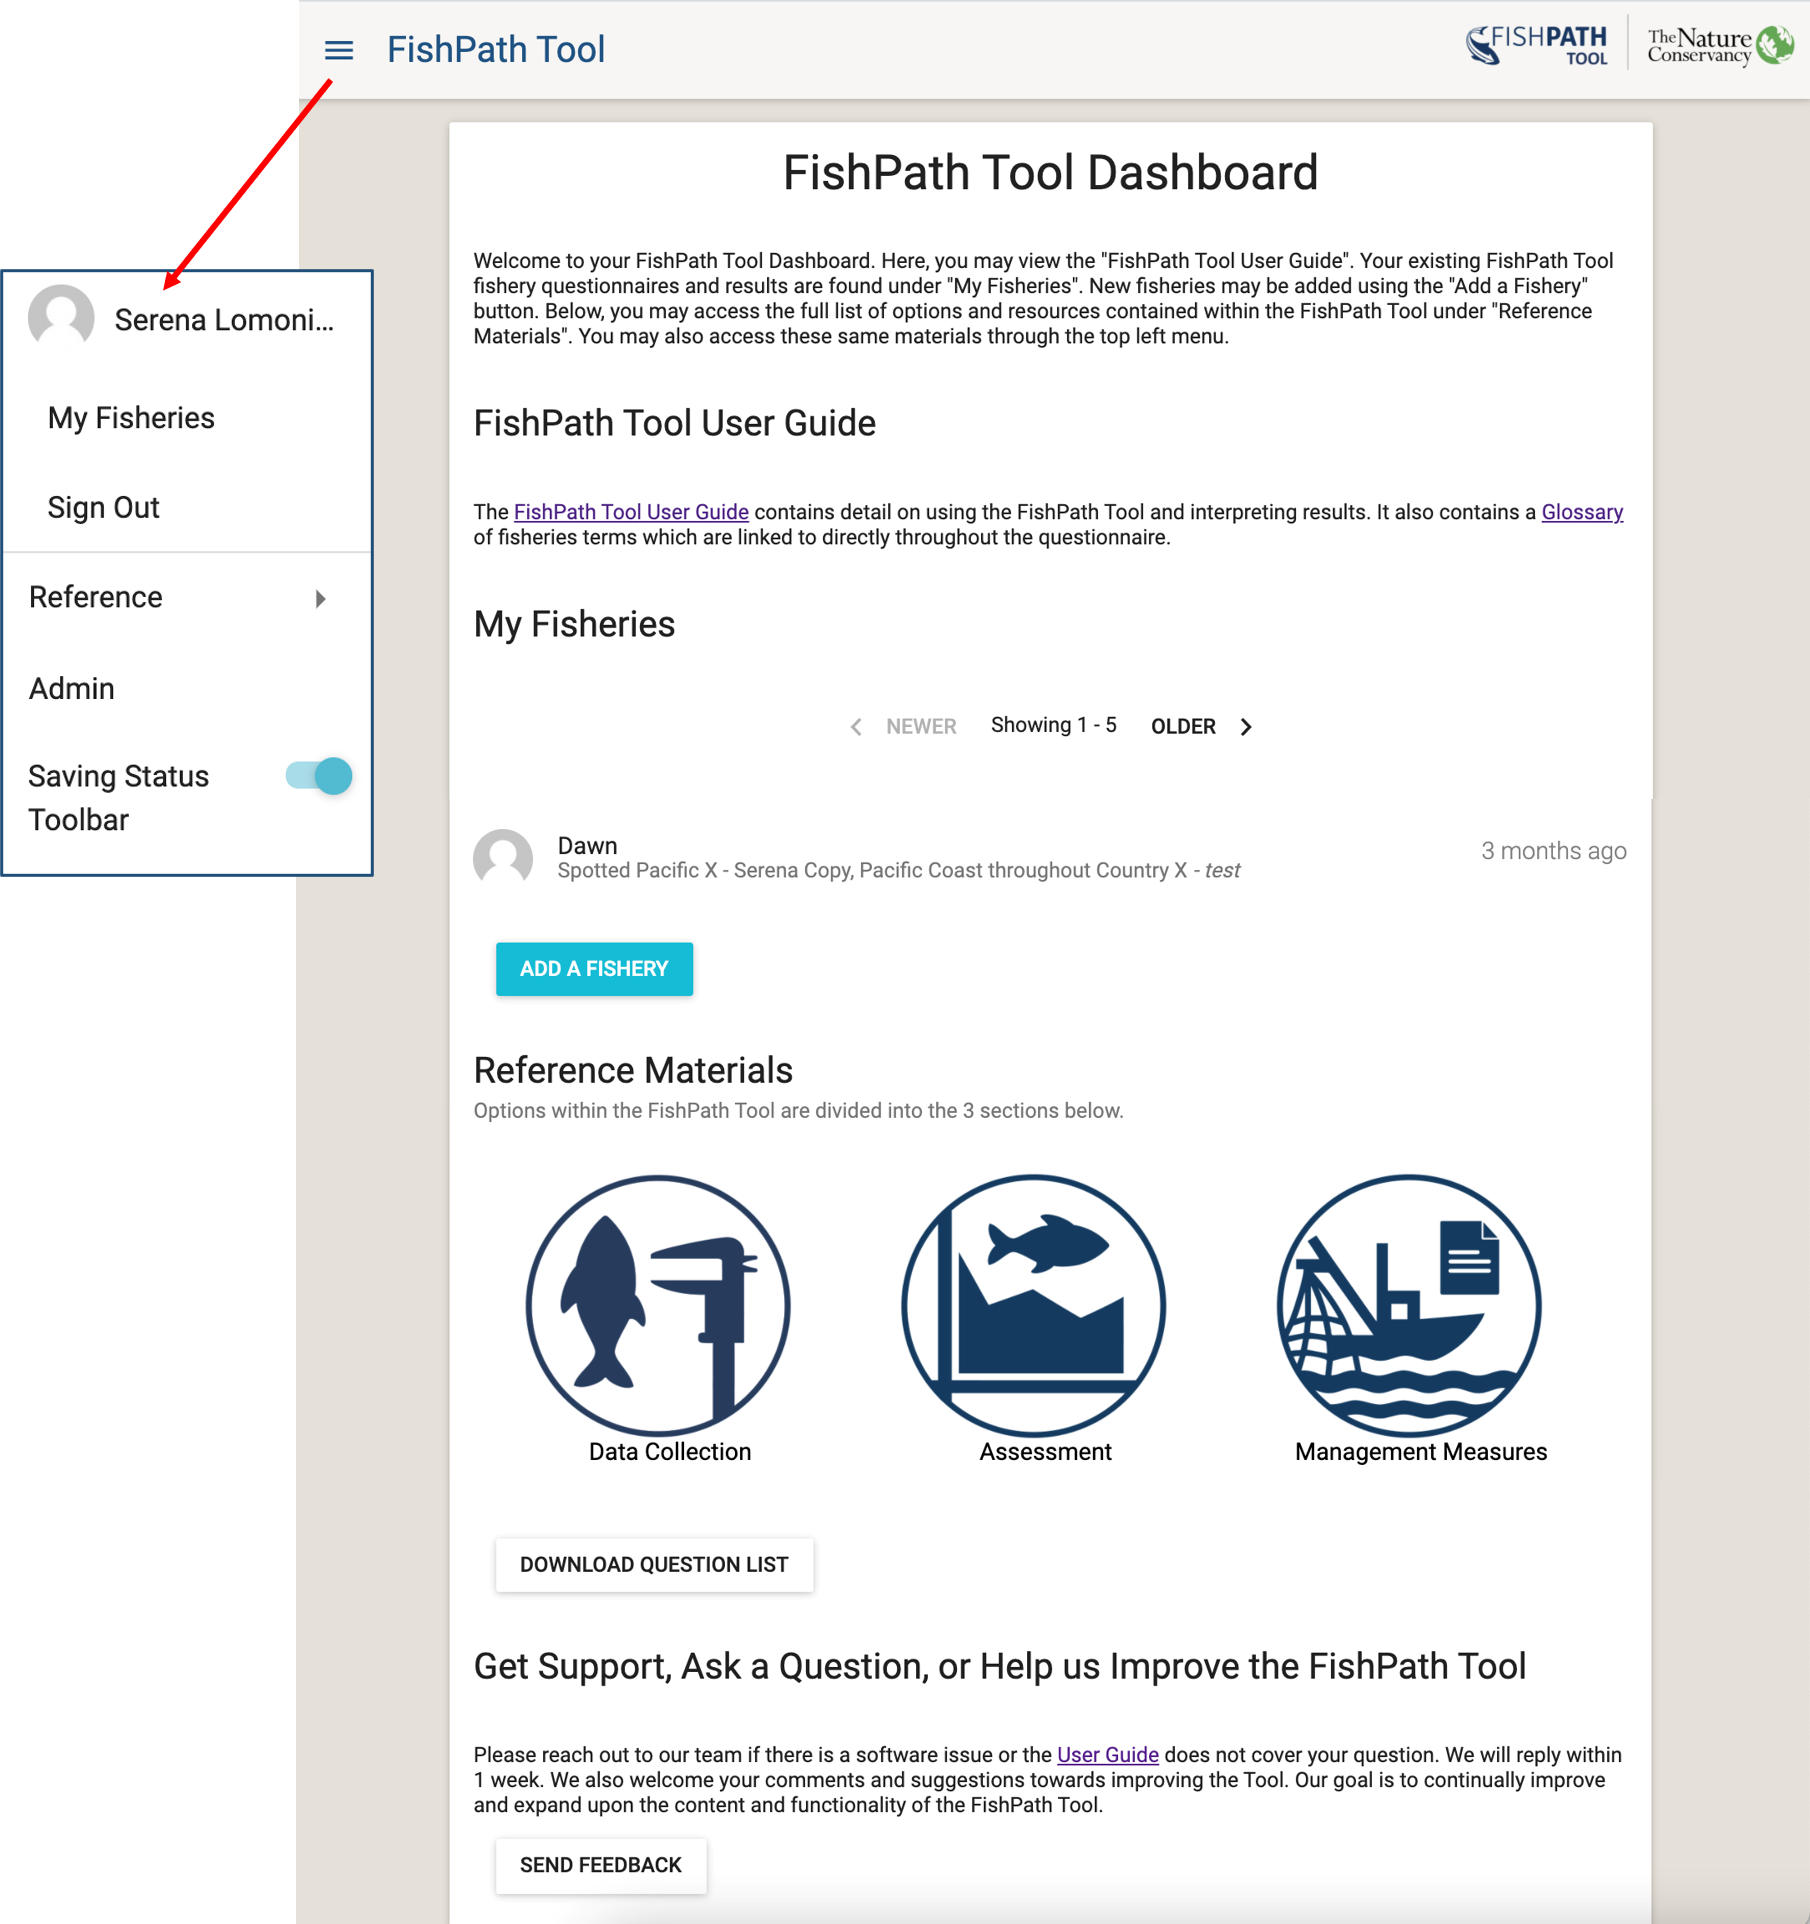 FishPath Tool
FISHPATH
TOOL
The Nature
Conservancy
FishPath Tool Dashboard
Welcome to your FishPath Tool Dashboard. Here, you may view the "FishPath Tool User Guide". Your existing FishPath Tool
fishery questionnaires and results are found under "My Fisheries". New fisheries may be added using the "Add a Fishery"
button. Below, you may access the full list of options and resources contained within the FishPath Tool under "Reference
Materials". You may also access these same materials through the top left menu.
Serena Lomoni...
My Fisheries
Sign Out
Reference
Admin
Saving Status
Toolbar
FishPath Tool User Guide
The FishPath Tool User Guide contains detail on using the FishPath Tool and interpreting results. It also contains a Glossary
of fisheries terms which are linked to directly throughout the questionnaire.
My Fisheries
NEWER Showing 1 - 5 OLDER
Dawn
Spotted Pacific X - Serena Copy, Pacific Coast throughout Country X - test
3 months ago
ADD A FISHERY
Reference Materials
Options within the FishPath Tool are divided into the 3 sections below.
Data Collection
Assessment
Management Measures
DOWNLOAD QUESTION LIST
Get Support, Ask a Question, or Help us Improve the FishPath Tool
Please reach out to our team if there is a software issue or the User Guide does not cover your question. We will reply within
1 week. We also welcome your comments and suggestions towards improving the Tool. Our goal is to continually improve
and expand upon the content and functionality of the FishPath Tool.
SEND FEEDBACK